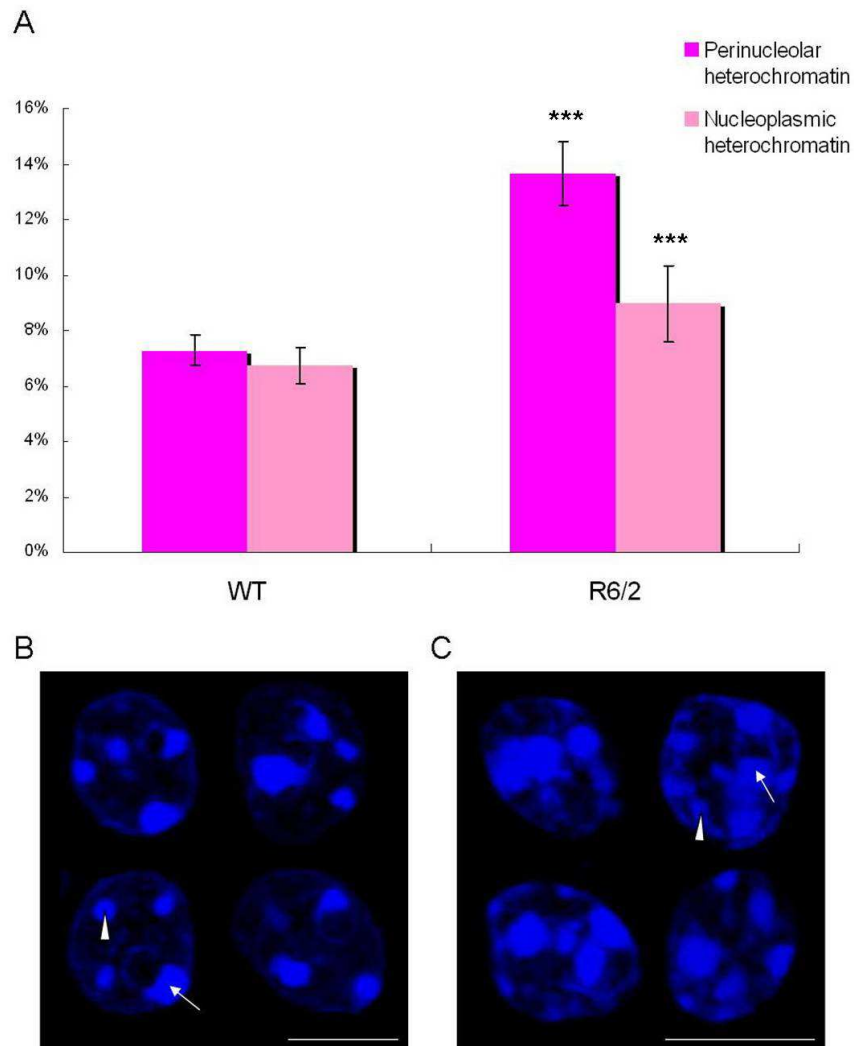 A
Perinucleolar
heterochromatin
Nucleoplasmic
heterochromatin
16%
14%
12%
10%
8%
6%
4%
2%
0%
***
***
WT
R6/2
B
C